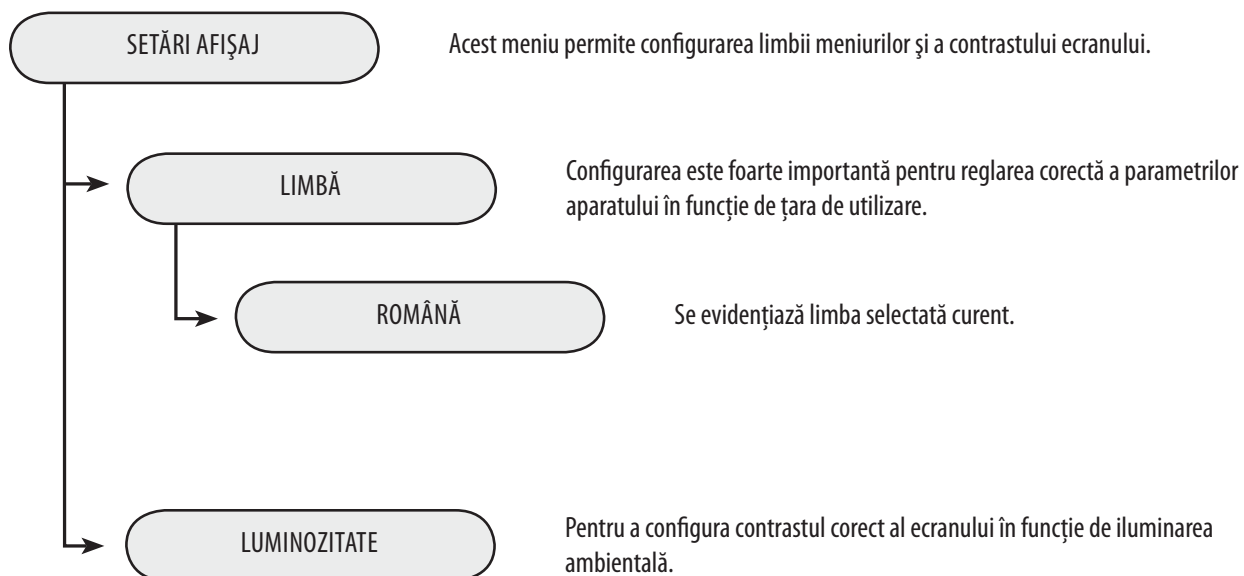 SETĂRI AFIŞAJ
Acest meniu permite configurarea limbii meniurilor şi a contrastului ecranului.
LIMBĂ
Configurarea este foarte importantă pentru reglarea corectă a parametrilor
aparatului în funcție de țara de utilizare.
ROMÂNĂ
Se evidențiază limba selectată curent.
LUMINOZITATE
Pentru a configura contrastul corect al ecranului în funcție de iluminarea
ambientală.